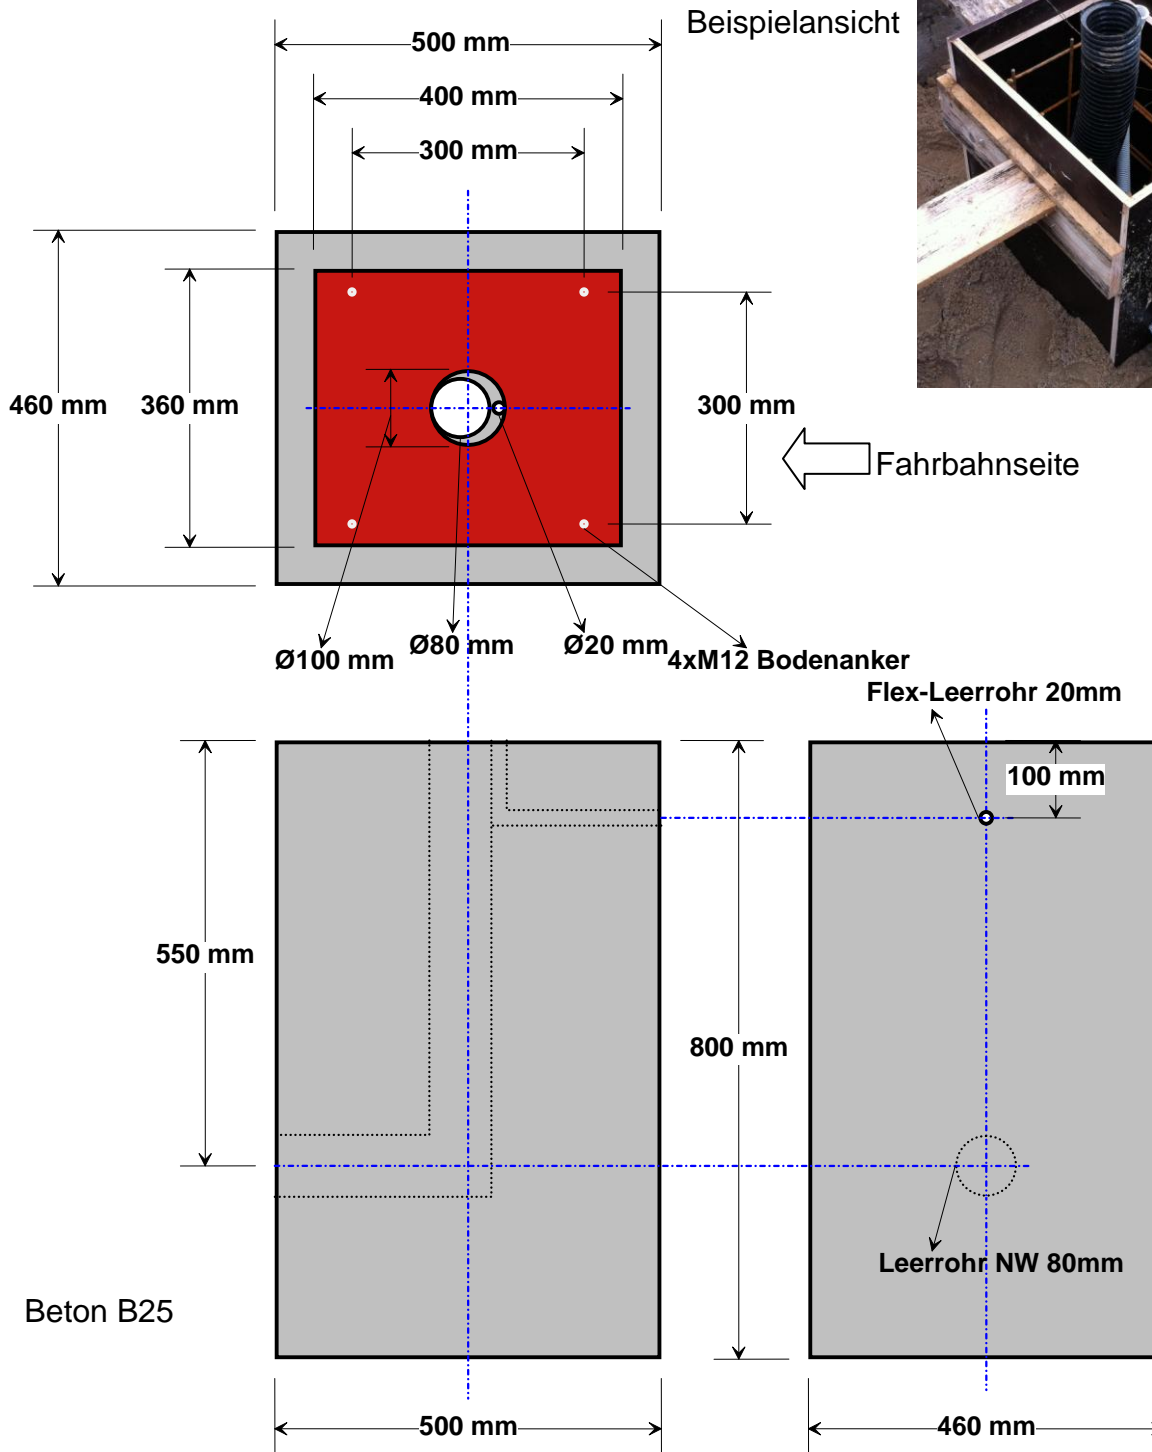 Beispielansicht
500 mm
400 mm
300 mm
460 mm
360 mm
300 mm
Fahrbahnseite
Ø100 mm
Ø80 mm
Ø20 mm
4xM12 Bodenanker
Flex-Leerrohr 20mm
100 mm
550 mm
800 mm
Leerrohr NW 80mm
Beton B25
500 mm
460 mm